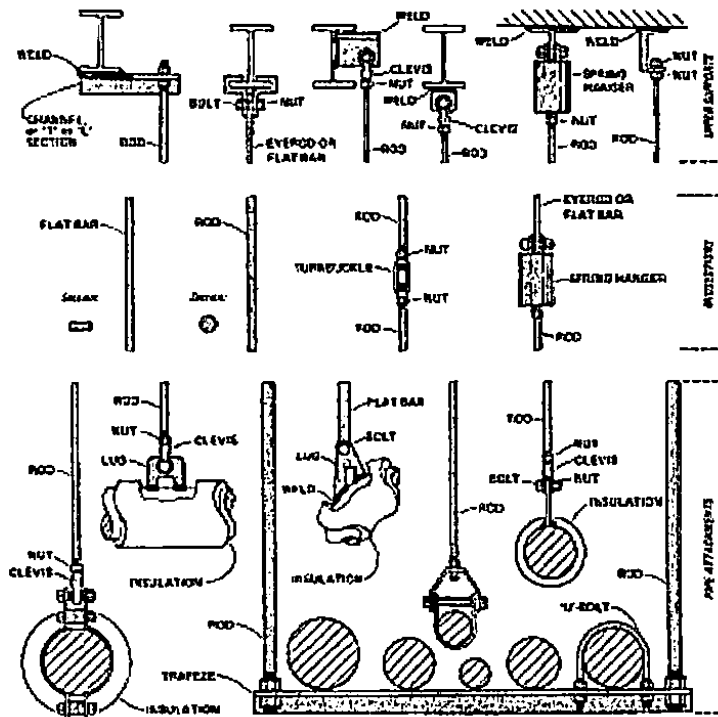 WELD
CHANNEL
or "I" or "L"
SECTION
ROD
BOLT
NUT
EYEROD OR
FLAT BAR
WELD
CLEVIS
NUT
ROD
WELD
NUT
CLEVIS
ROD
WELD
SPRING
HANGER
NUT
ROD
WELD
NUT
NUT
ROD
UPPER SUPPORT
FLAT BAR
ROD
ROD
NUT
TURNBUCKLE
NUT
ROD
EYEROD OR
FLAT BAR
SPRING HANGER
ROD
ROD
NUT
CLEVIS
INSULATION
ROD
NUT
CLEVIS
LUG
INSULATION
FLAT BAR
BOLT
LUG
WELD
INSULATION
ROD
ROD
NUT
CLEVIS
BOLT
NUT
INSULATION
ROD
TRAPEZE
"U"-BOLT
ROD
PIPE ATTACHMENTS